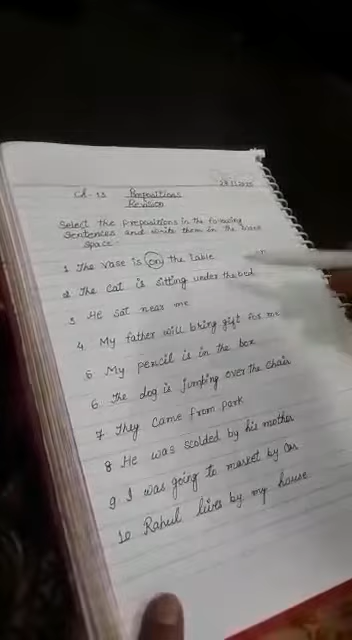 Ch-13 Prepositions
Revision
Select the Prepositions in the following
sentences and write them in the blank
space -
1 The vase is on the table on
2 The cat is sitting under the bed
3 He sat near me
4 My father will bring gift for me
5 My pencil is in the box
6 The dog is jumping over the chair
7 They came from park
8 He was scolded by his mother
9 I was going to market by car
10 Rahul lives by my house